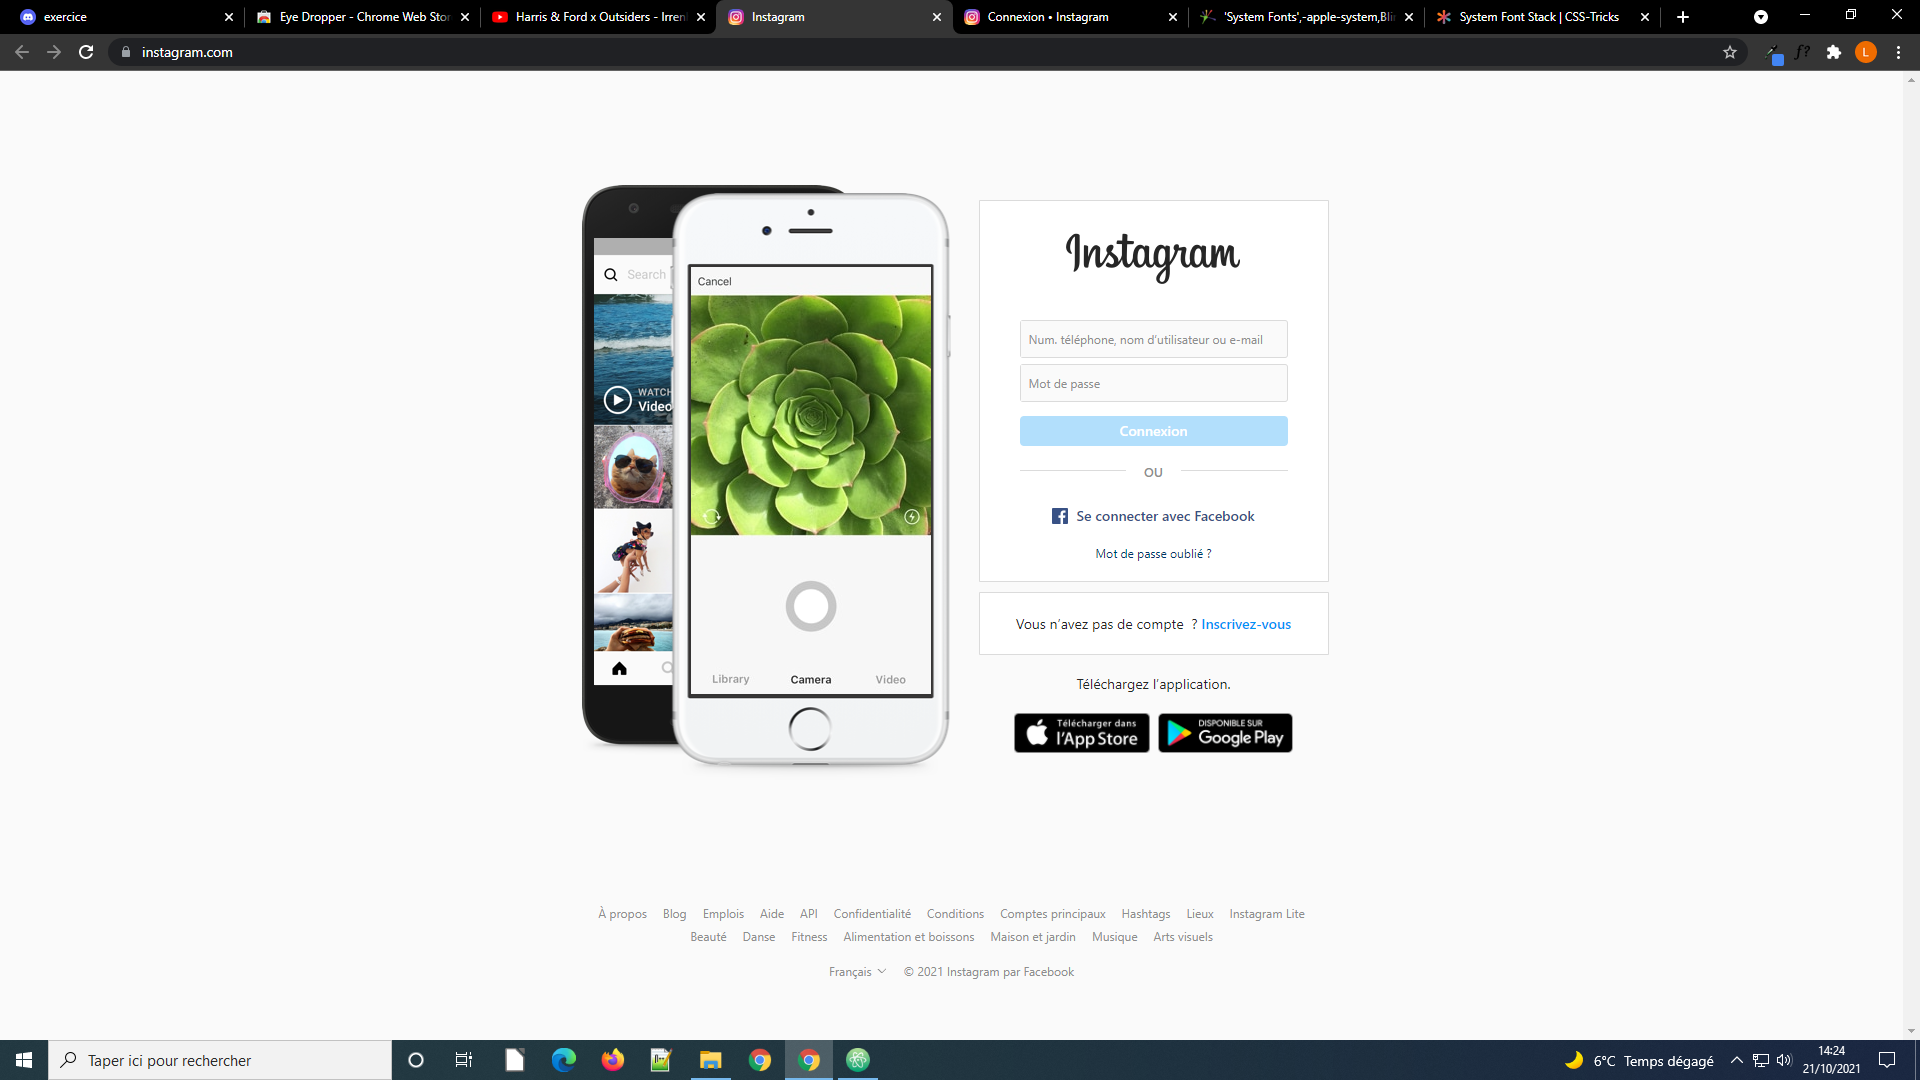 exercice
Eye Dropper - Chrome Web Stor
Harris & Ford x Outsiders - Irren
Instagram
Connexion • Instagram
'System Fonts',-apple-system,Bli
System Font Stack | CSS-Tricks
instagram.com
f?
L
Search
WATCH
Video
Cancel
Library
Camera
Video
Instagram
Num. téléphone, nom d'utilisateur ou e-mail
Mot de passe
Connexion
OU
Se connecter avec Facebook
Mot de passe oublié ?
Vous n'avez pas de compte ? Inscrivez-vous
Téléchargez l'application.
Télécharger dans
l'App Store
DISPONIBLE SUR
Google Play
À propos Blog Emplois Aide API Confidentialité Conditions Comptes principaux Hashtags Lieux Instagram Lite
Beauté Danse Fitness Alimentation et boissons Maison et jardin Musique Arts visuels
Français © 2021 Instagram par Facebook
Taper ici pour rechercher
6°C Temps dégagé
14:24
21/10/2021